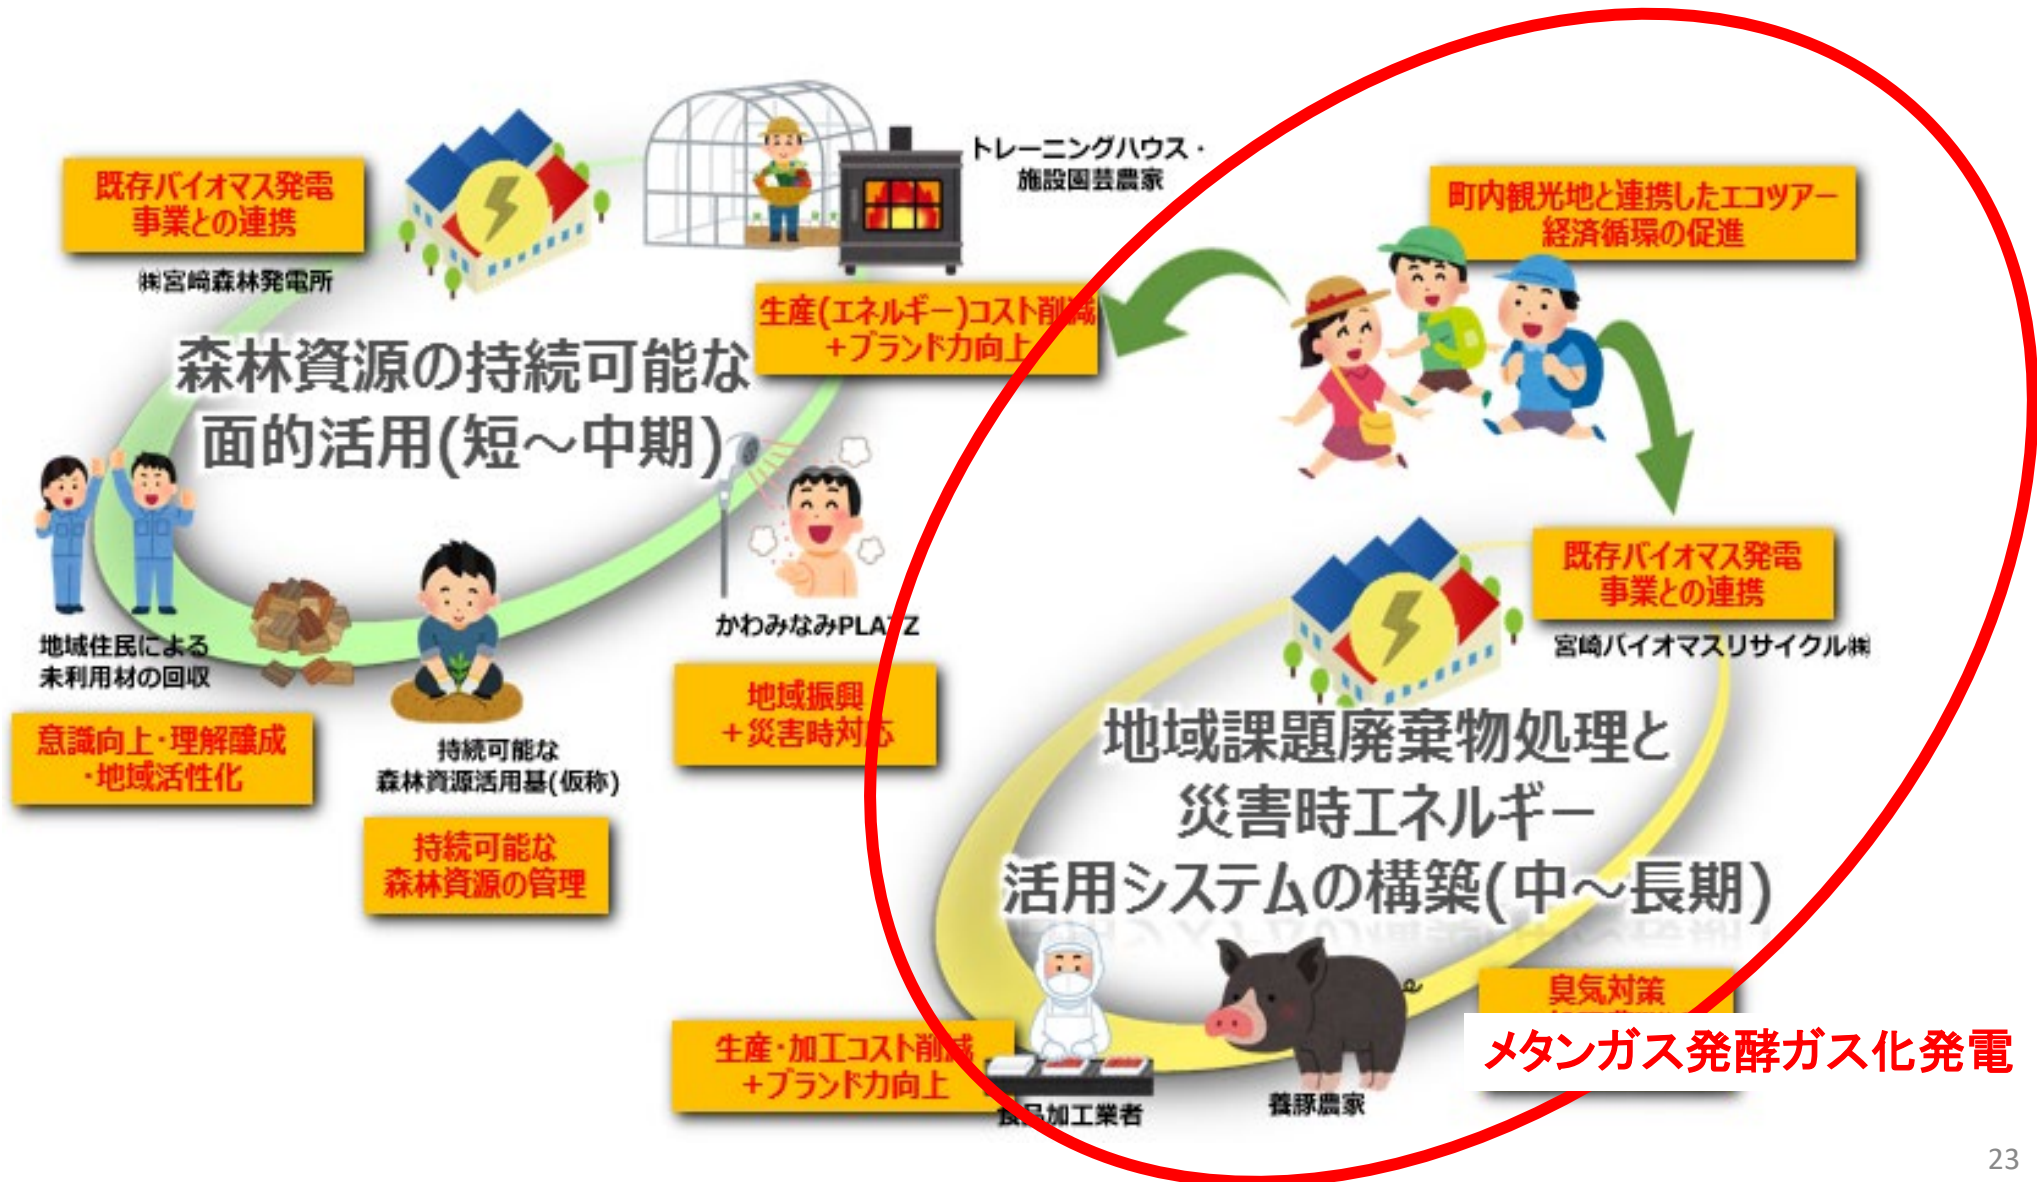 既存バイオマス発電
事業との連携
㈱宮崎森林発電所
トレーニングハウス・
施設園芸農家
生産(エネルギー)コスト削減
+ブランド力向上
森林資源の持続可能な
面的活用(短～中期)
かわみなみPLATZ
地域振興
+災害時対応
地域住民による
未利用材の回収
意識向上・理解醸成
・地域活性化
持続可能な
森林資源活用基(仮称)
持続可能な
森林資源の管理
町内観光地と連携したエコツアー
経済循環の促進
既存バイオマス発電
事業との連携
宮崎バイオマスリサイクル㈱
地域課題廃棄物処理と
災害時エネルギー
活用システムの構築(中～長期)
臭気対策
メタンガス発酵ガス化発電
生産・加工コスト削減
+ブランド力向上
食品加工業者
養豚農家
23